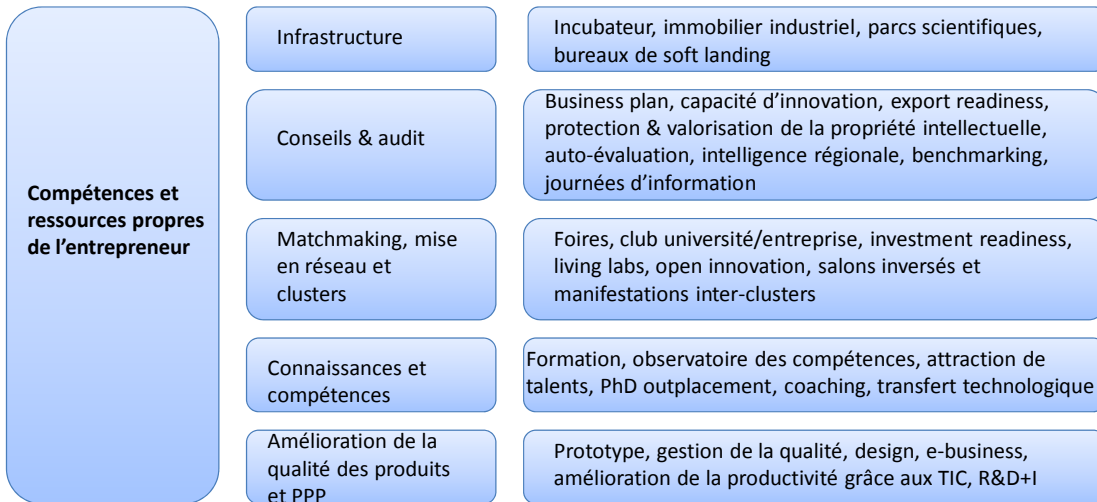 Compétences et
ressources propres
de l’entrepreneur
Infrastructure
Incubateur, immobilier industriel, parcs scientifiques,
bureaux de soft landing
Conseils & audit
Business plan, capacité d’innovation, export readiness,
protection & valorisation de la propriété intellectuelle,
auto-évaluation, intelligence régionale, benchmarking,
journées d’information
Matchmaking, mise
en réseau et
clusters
Foires, club université/entreprise, investment readiness,
living labs, open innovation, salons inversés et
manifestations inter-clusters
Connaissances et
compétences
Formation, observatoire des compétences, attraction de
talents, PhD outplacement, coaching, transfert technologique
Amélioration de la
qualité des produits
et PPP
Prototype, gestion de la qualité, design, e-business,
amélioration de la productivité grâce aux TIC, R&D+I